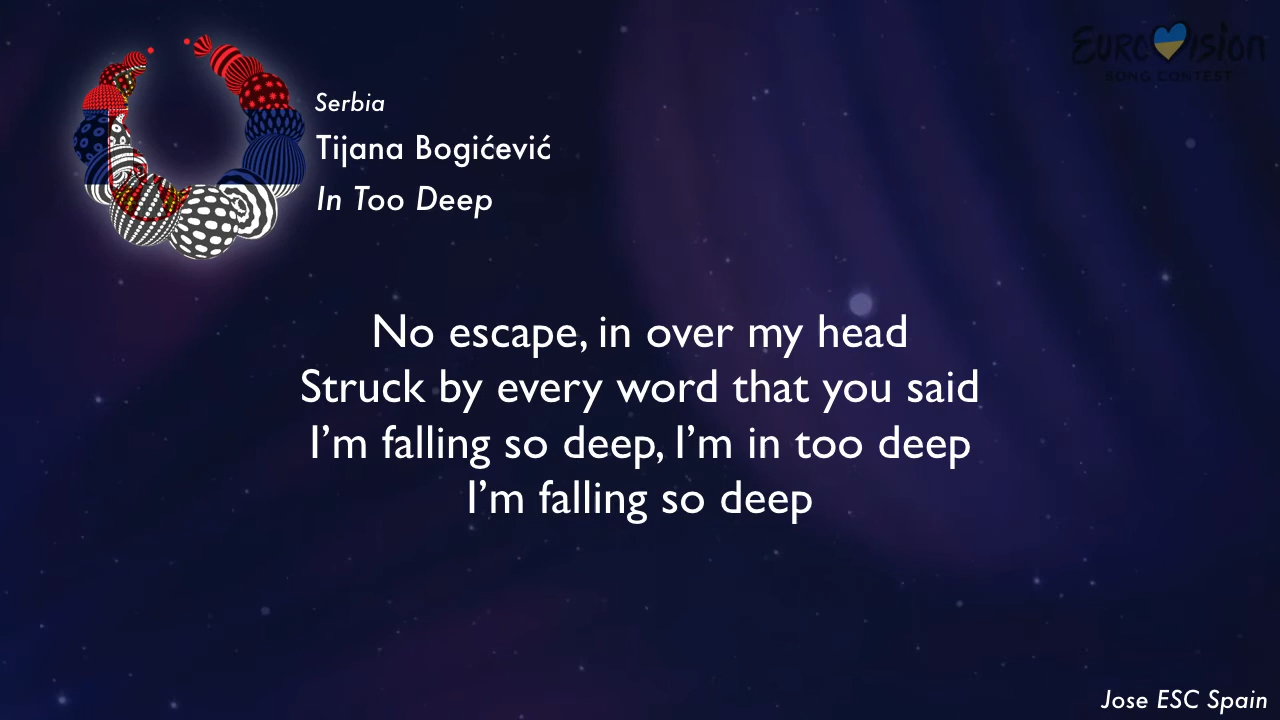 EUROVISION
SONG CONTEST
Serbia
Tijana Bogićević
In Too Deep
No escape, in over my head
Struck by every word that you said
I’m falling so deep, I’m in too deep
I’m falling so deep
Jose ESC Spain